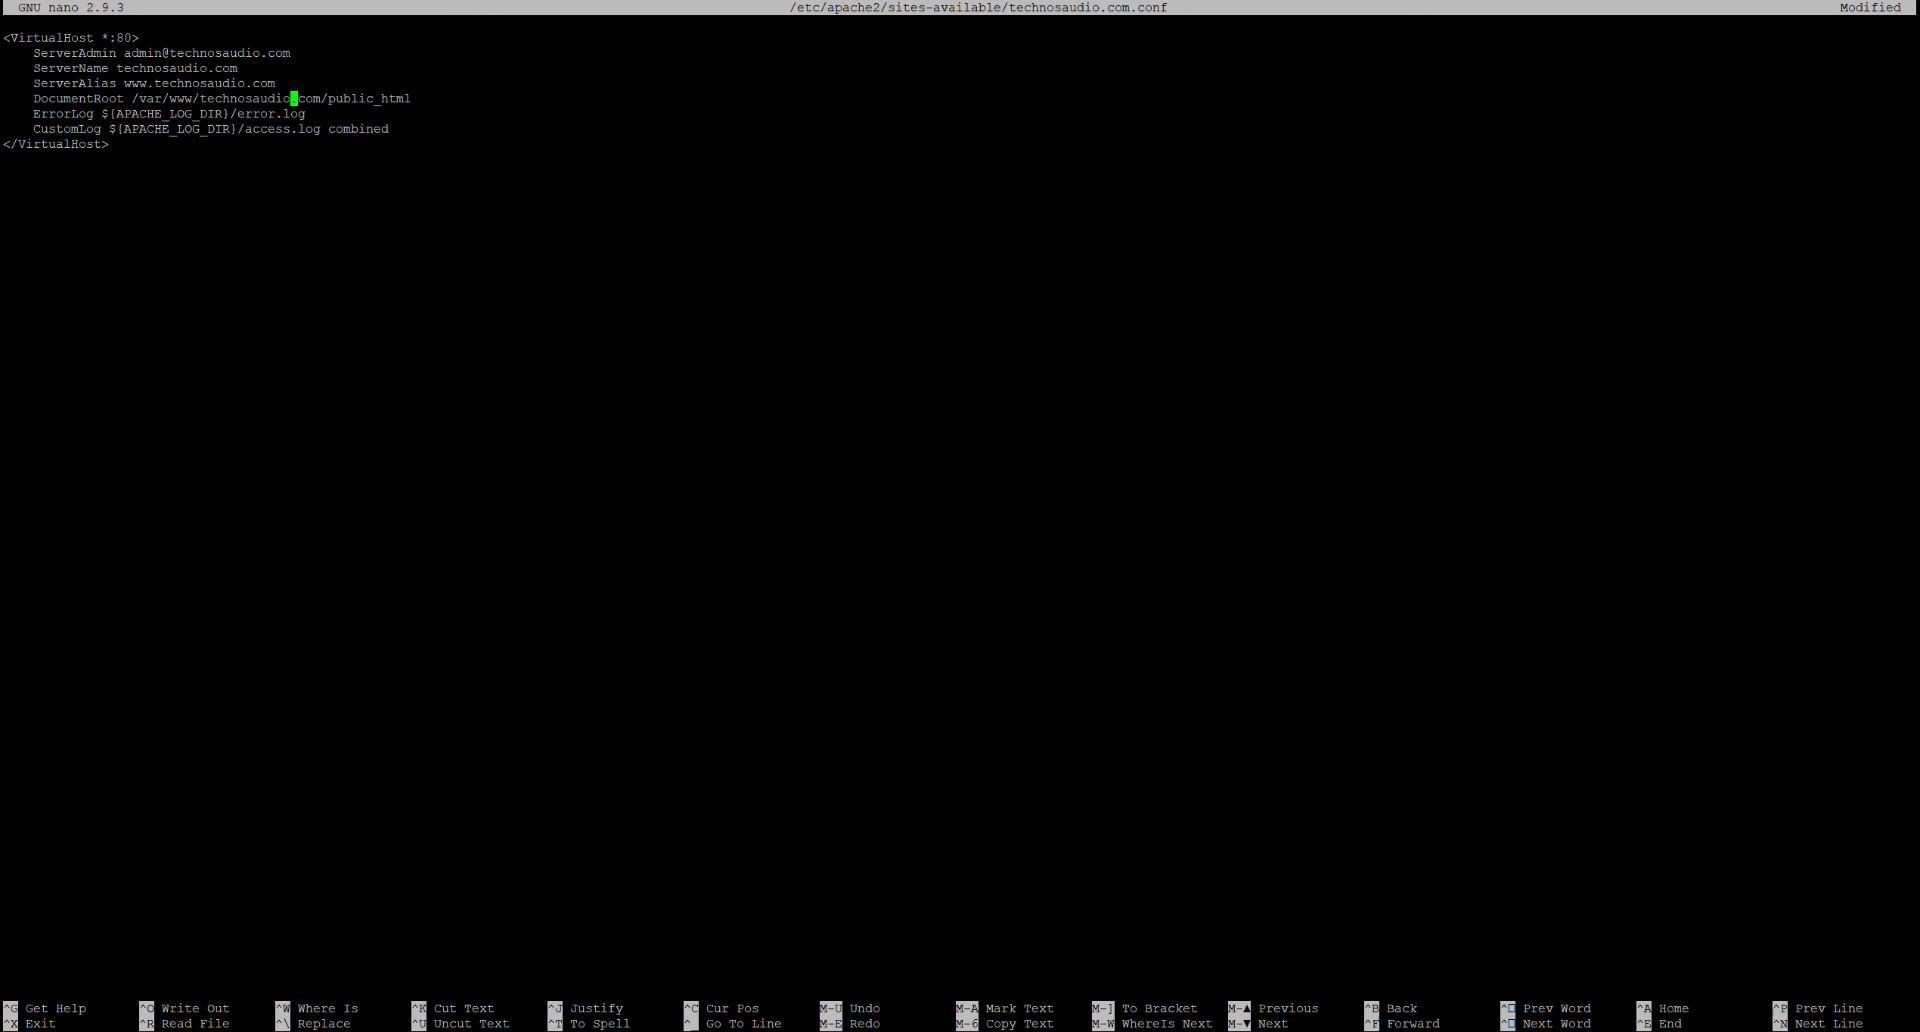 GNU nano 2.9.3 /etc/apache2/sites-available/technosaudio.com.conf Modified
<VirtualHost *:80>
    ServerAdmin admin@technosaudio.com
    ServerName technosaudio.com
    ServerAlias www.technosaudio.com
    DocumentRoot /var/www/technosaudio.com/public_html
    ErrorLog ${APACHE_LOG_DIR}/error.log
    CustomLog ${APACHE_LOG_DIR}/access.log combined
</VirtualHost>
^G Get Help ^O Write Out ^W Where Is ^K Cut Text ^J Justify ^C Cur Pos M-U Undo M-A Mark Text M-] To Bracket M-▲ Previous ^B Back ^□ Prev Word ^A Home ^P Prev Line
^X Exit ^R Read File ^\ Replace ^U Uncut Text ^T To Spell ^_ Go To Line M-E Redo M-6 Copy Text M-W WhereIs Next M-▼ Next ^F Forward ^□ Next Word ^E End ^N Next Line